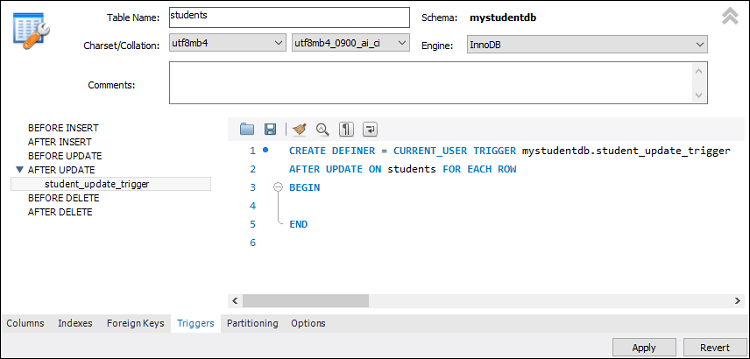 Table Name: students Schema: mystudentdb
Charset/Collation: utf8mb4 utf8mb4_0900_ai_ci Engine: InnoDB
Comments:
BEFORE INSERT
AFTER INSERT
BEFORE UPDATE
AFTER UPDATE
student_update_trigger
BEFORE DELETE
AFTER DELETE
1 CREATE DEFINER = CURRENT_USER TRIGGER mystudentdb.student_update_trigger
2 AFTER UPDATE ON students FOR EACH ROW
3 BEGIN
4
5 END
6
Columns Indexes Foreign Keys Triggers Partitioning Options
Apply Revert